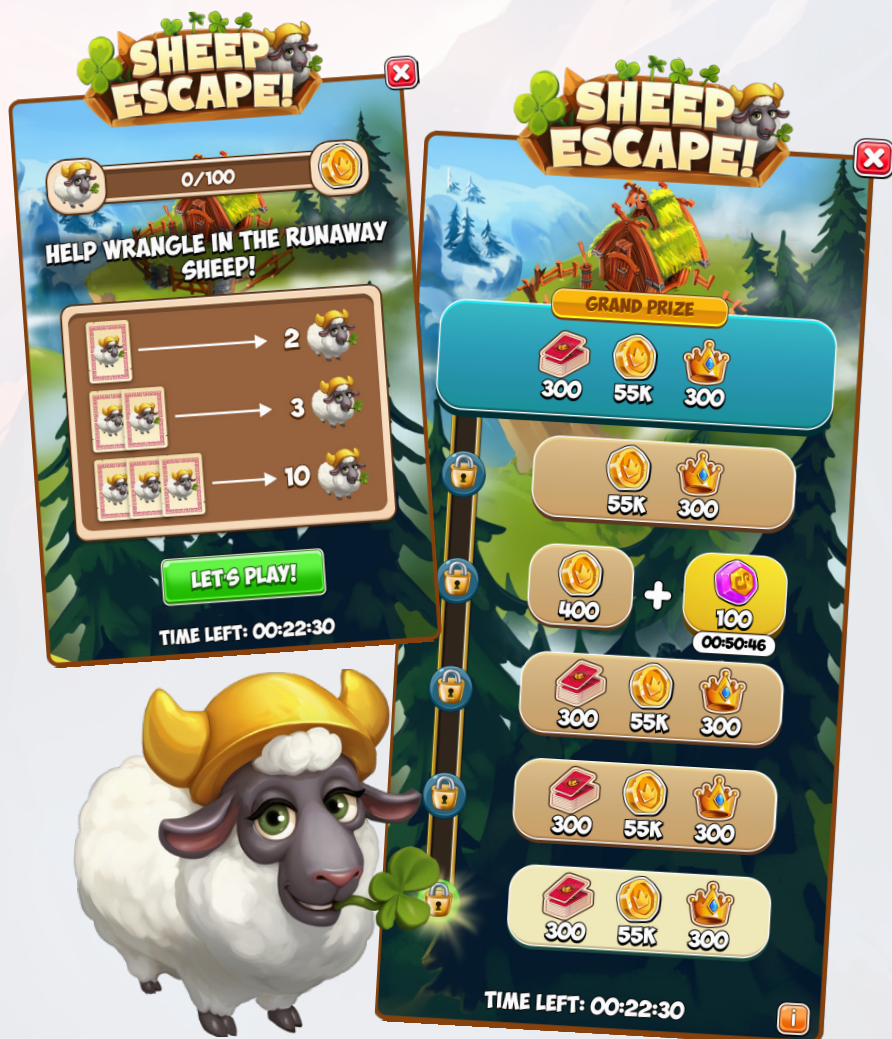 SHEEP
ESCAPE!
0/100
HELP WRANGLE IN THE RUNAWAY
SHEEP!
2
3
10
LET'S PLAY!
TIME LEFT: 00:22:30
SHEEP
ESCAPE!
GRAND PRIZE
300 55K 300
55K 300
400 + 100
00:50:46
300 55K 300
300 55K 300
300 55K 300
TIME LEFT: 00:22:30
i